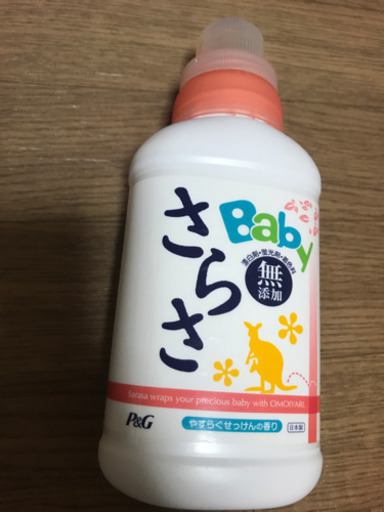 Baby
さらさ
漂白剤・蛍光剤・着色料
無添加
Sarasa wraps your precious baby with OMOIYARI.
P&G
やすらぐせっけんの香り
日本製